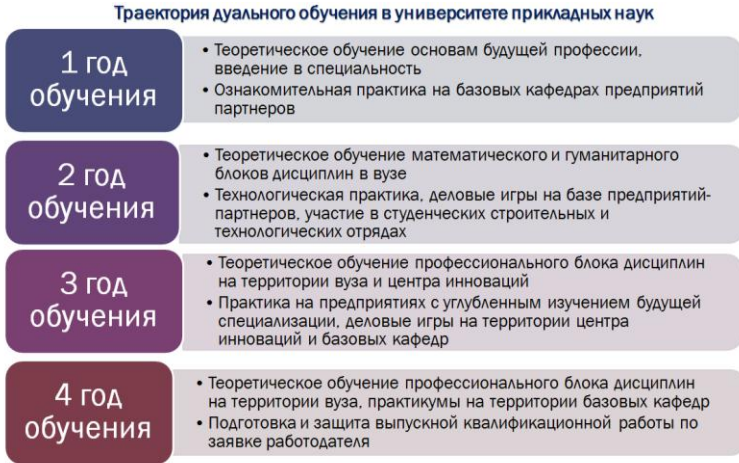 Траектория дуального обучения в университете прикладных наук
1 год
обучения
• Теоретическое обучение основам будущей профессии,
введение в специальность
• Ознакомительная практика на базовых кафедрах предприятий
партнеров
2 год
обучения
• Теоретическое обучение математического и гуманитарного
блоков дисциплин в вузе
• Технологическая практика, деловые игры на базе предприятий-
партнеров, участие в студенческих строительных и
технологических отрядах
3 год
обучения
• Теоретическое обучение профессионального блока дисциплин
на территории вуза и центра инноваций
• Практика на предприятиях с углубленным изучением будущей
специализации, деловые игры на территории центра
инноваций и базовых кафедр
4 год
обучения
• Теоретическое обучение профессионального блока дисциплин
на территории вуза, практикумы на территории базовых кафедр
• Подготовка и защита выпускной квалификационной работы по
заявке работодателя